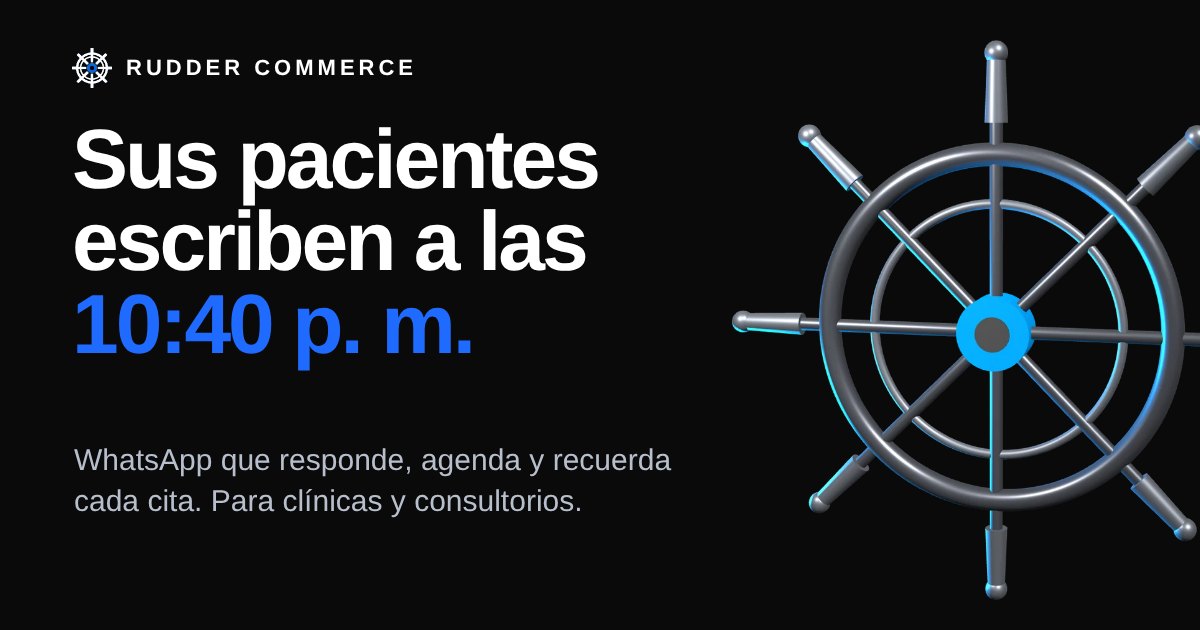 RUDDER COMMERCE
Sus pacientes
escriben a las
10:40 p. m.
WhatsApp que responde, agenda y recuerda
cada cita. Para clínicas y consultorios.